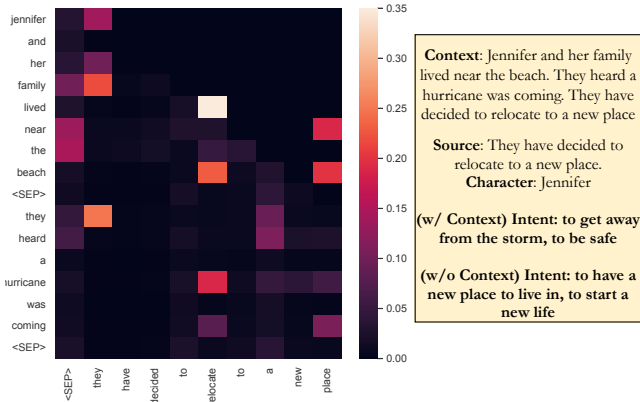 jennifer
and
her
family
lived
near
the
beach
<SEP>
they
heard
a
urricane
was
coming
<SEP>
<SEP>
they
have
decided
to
relocate
to
a
new
place
0.35
0.30
0.25
0.20
0.15
0.10
0.05
0.00
Context: Jennifer and her family
lived near the beach. They heard a
hurricane was coming. They have
decided to relocate to a new place
Source: They have decided to
relocate to a new place.
Character: Jennifer
(w/ Context) Intent: to get away
from the storm, to be safe
(w/o Context) Intent: to have a
new place to live in, to start a
new life